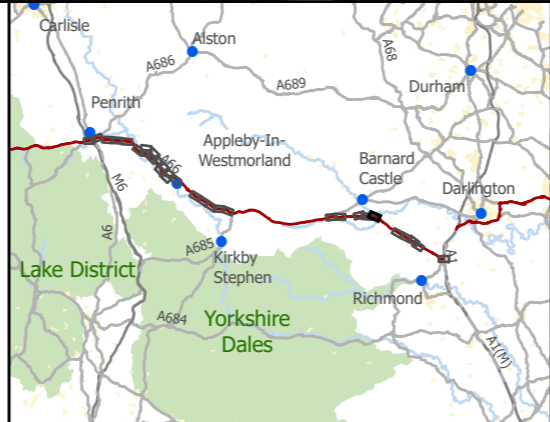 Carlisle
Alston
A68
A686
A689
Durham
Penrith
Appleby-In-
Westmorland
A66
Barnard
Castle
Darlington
M6
A6
A685
Kirkby
Stephen
A1
Lake District
Richmond
A684
Yorkshire
Dales
A1(M)